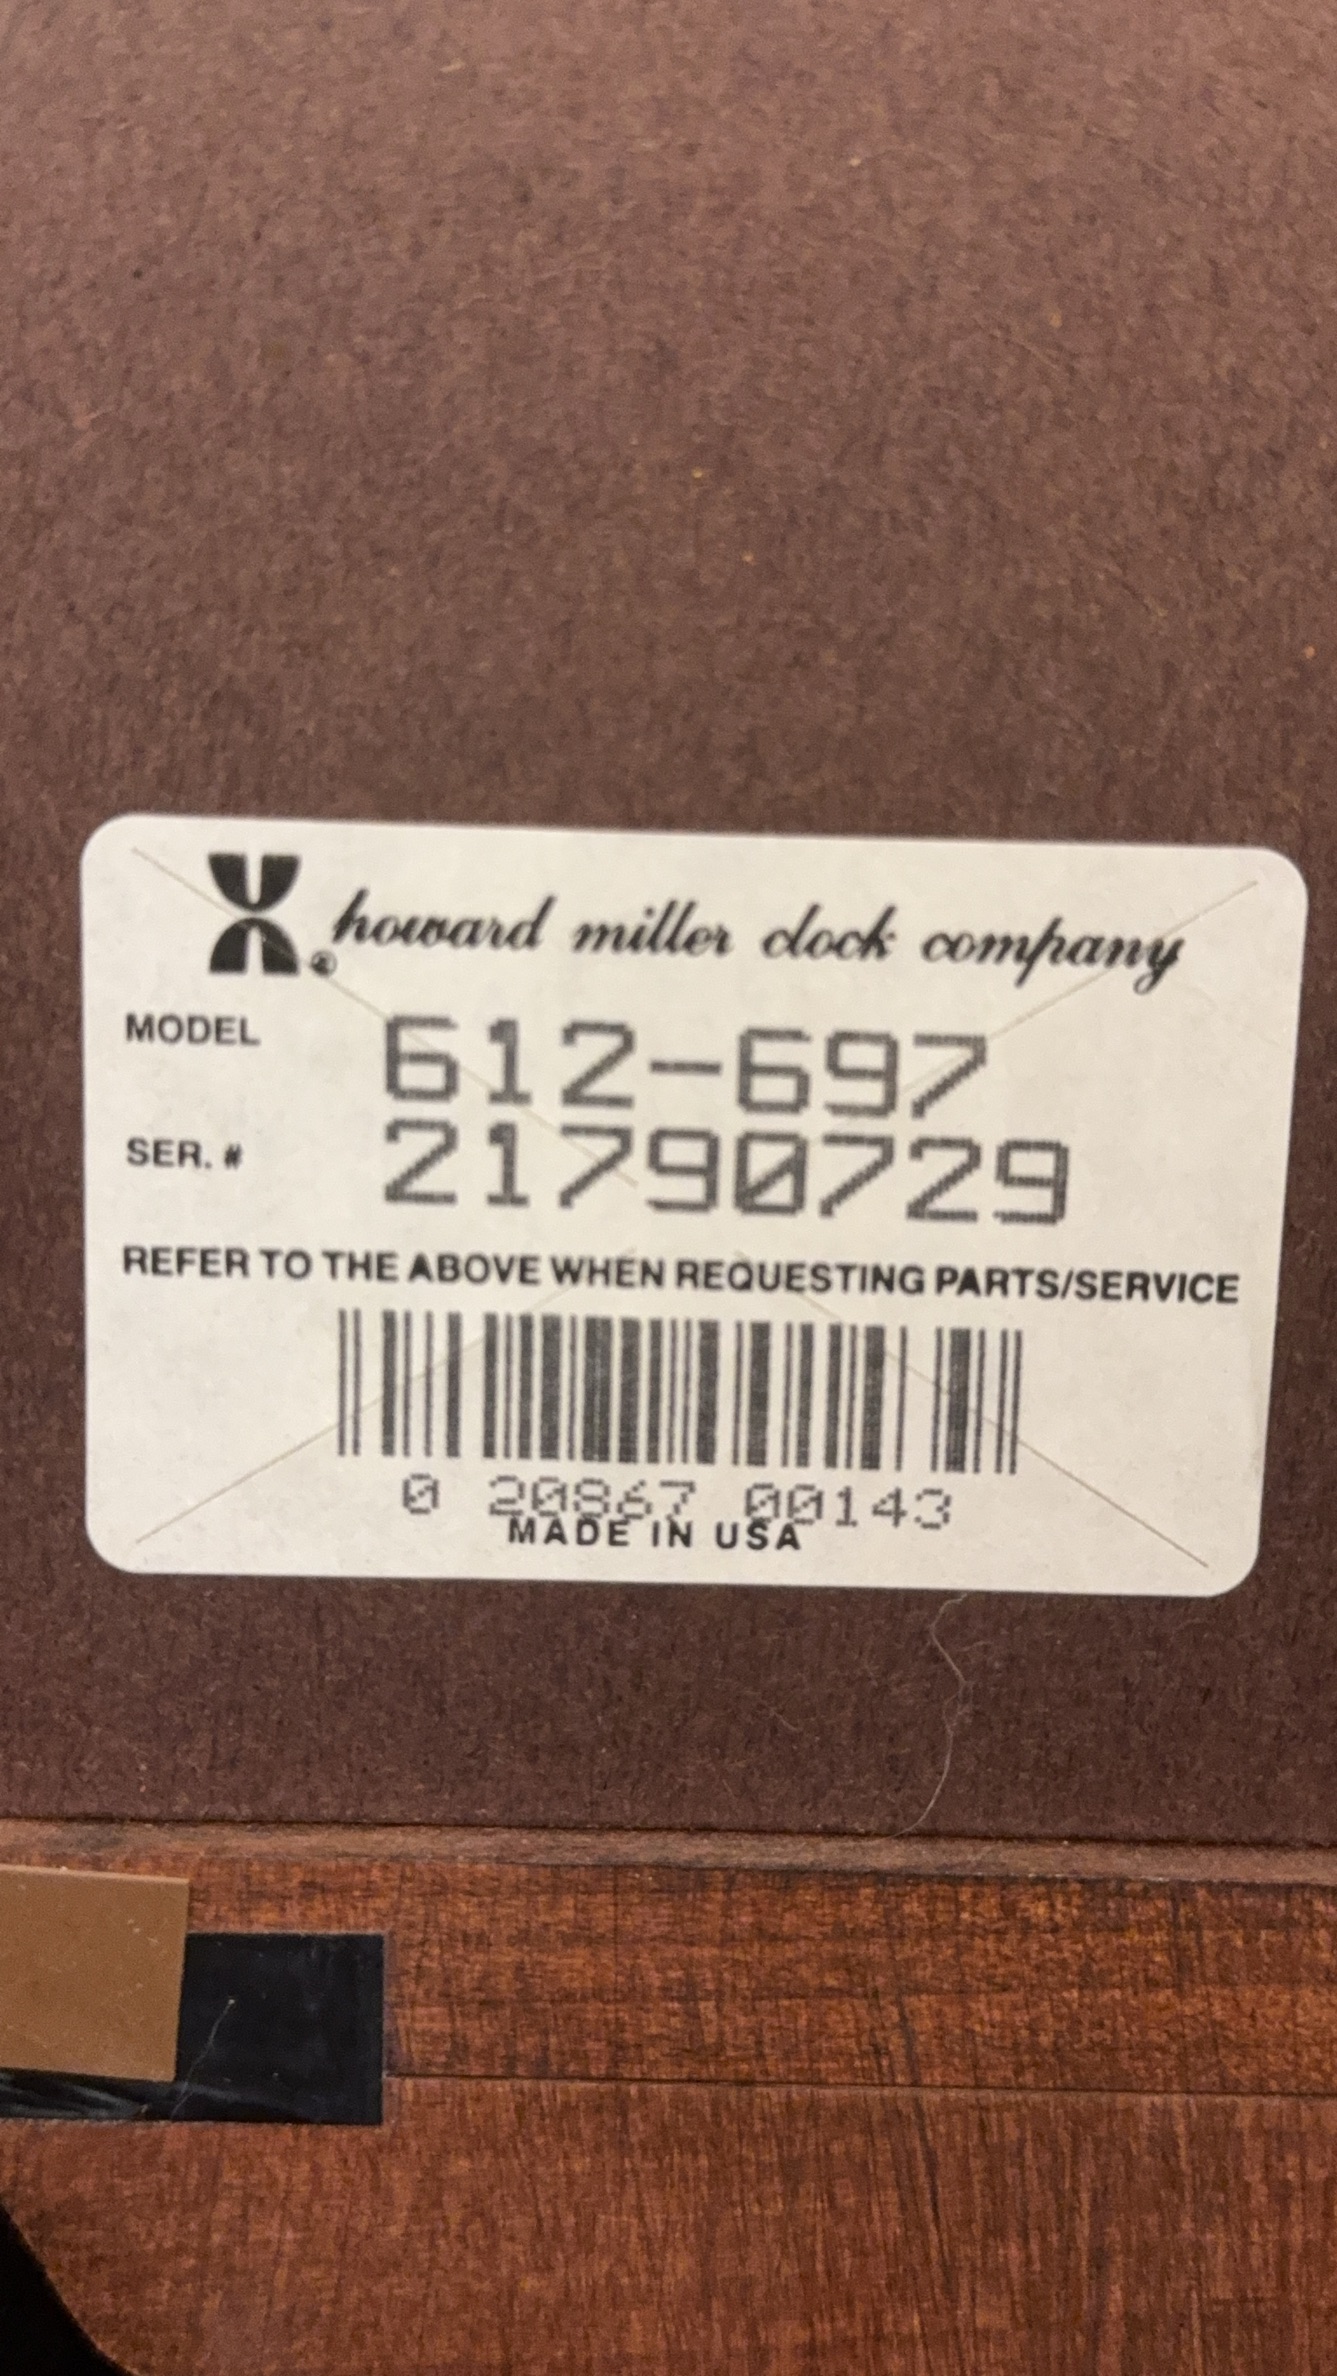 ® howard miller clock company
MODEL 612-697
SER. # 21790729
REFER TO THE ABOVE WHEN REQUESTING PARTS/SERVICE
0 20867 00143
MADE IN USA